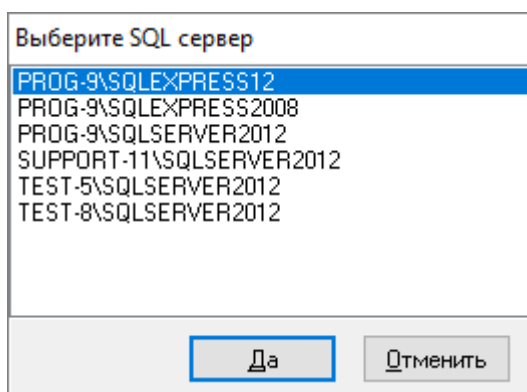 Выберите SQL сервер
PROG-9\SQLEXPRESS12
PROG-9\SQLEXPRESS2008
PROG-9\SQLSERVER2012
SUPPORT-11\SQLSERVER2012
TEST-5\SQLSERVER2012
TEST-8\SQLSERVER2012
Да Отменить